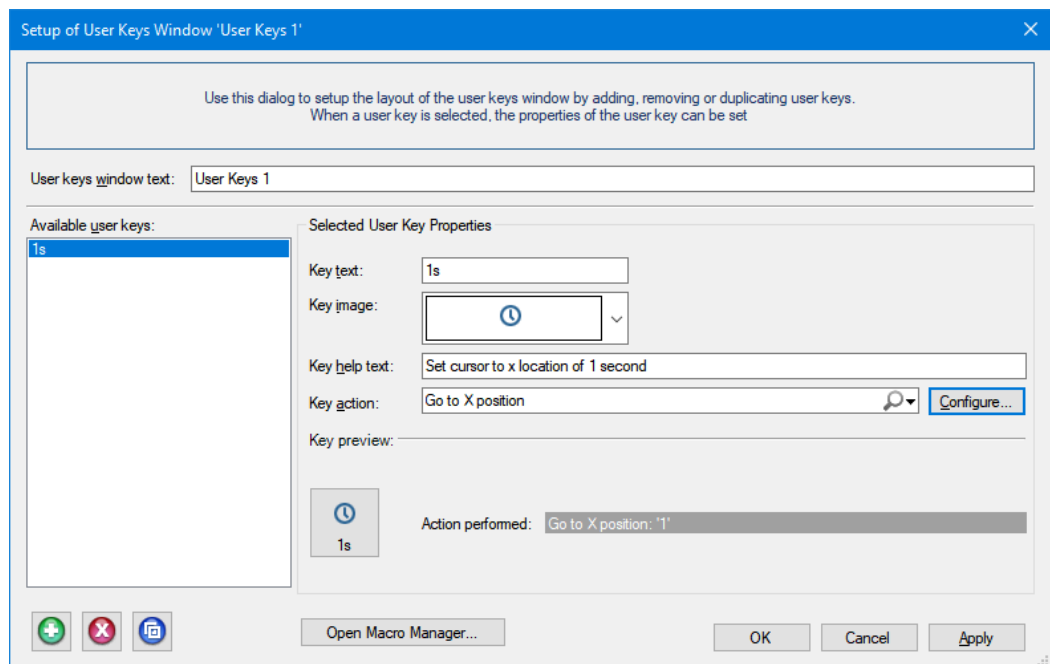 Setup of User Keys Window 'User Keys 1'
Use this dialog to setup the layout of the user keys window by adding, removing or duplicating user keys.
When a user key is selected, the properties of the user key can be set
User keys window text: User Keys 1
Available user keys:
1s
Selected User Key Properties
Key text: 1s
Key image:
Key help text: Set cursor to x location of 1 second
Key action: Go to X position Configure...
Key preview:
1s
Action performed: Go to X position: '1'
Open Macro Manager... OK Cancel Apply